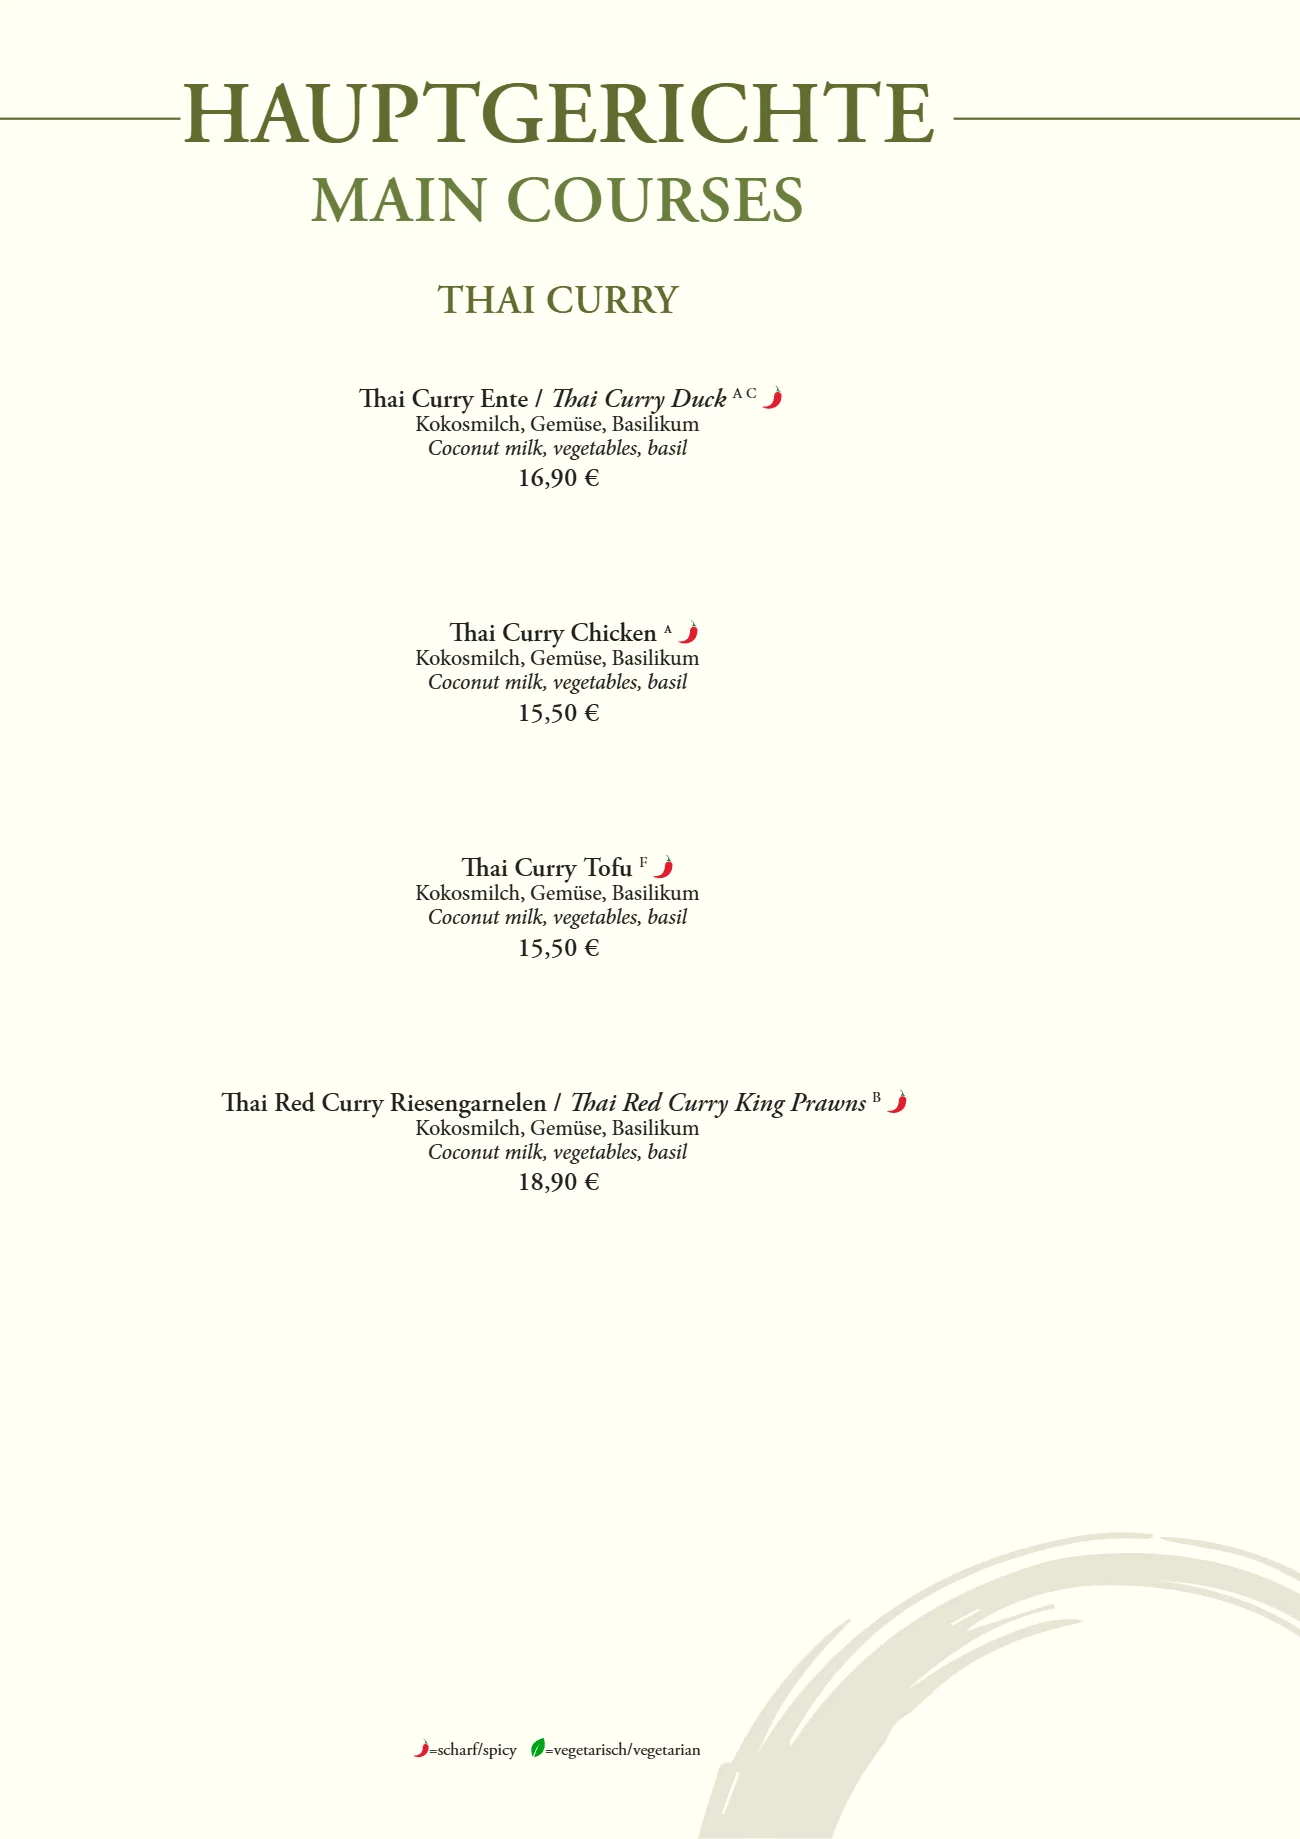 HAUPTGERICHTE
MAIN COURSES
THAI CURRY
Thai Curry Ente / Thai Curry Duck A C
Kokosmilch, Gemüse, Basilikum
Coconut milk, vegetables, basil
16,90 €
Thai Curry Chicken A
Kokosmilch, Gemüse, Basilikum
Coconut milk, vegetables, basil
15,50 €
Thai Curry Tofu F
Kokosmilch, Gemüse, Basilikum
Coconut milk, vegetables, basil
15,50 €
Thai Red Curry Riesengarnelen / Thai Red Curry King Prawns B
Kokosmilch, Gemüse, Basilikum
Coconut milk, vegetables, basil
18,90 €
=scharf/spicy =vegetarisch/vegetarian